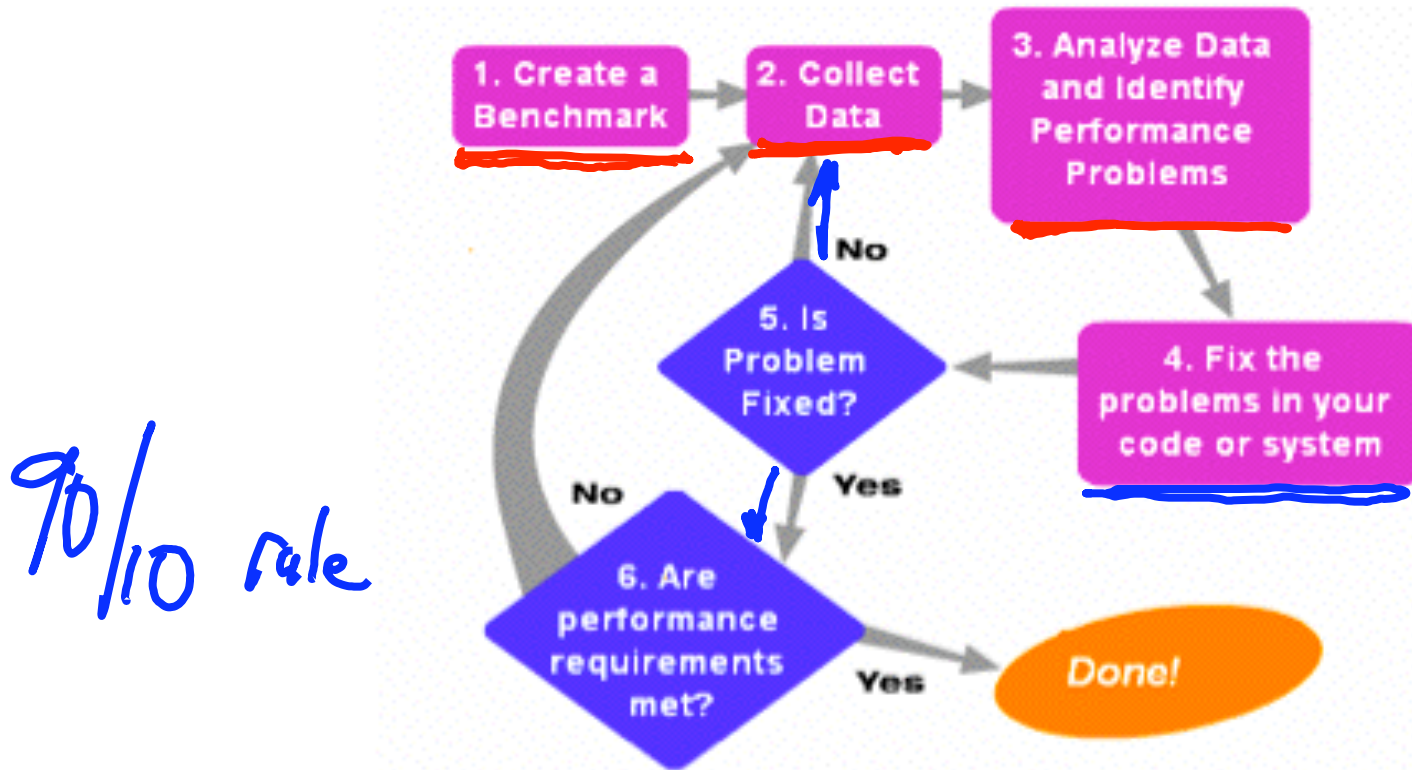 1. Create a
Benchmark
2. Collect
Data
3. Analyze Data
and Identify
Performance
Problems
4. Fix the
problems in your
code or system
No
5. Is
Problem
Fixed?
Yes
No
6. Are
performance
requirements
met?
Yes
Done!
90/10 rule